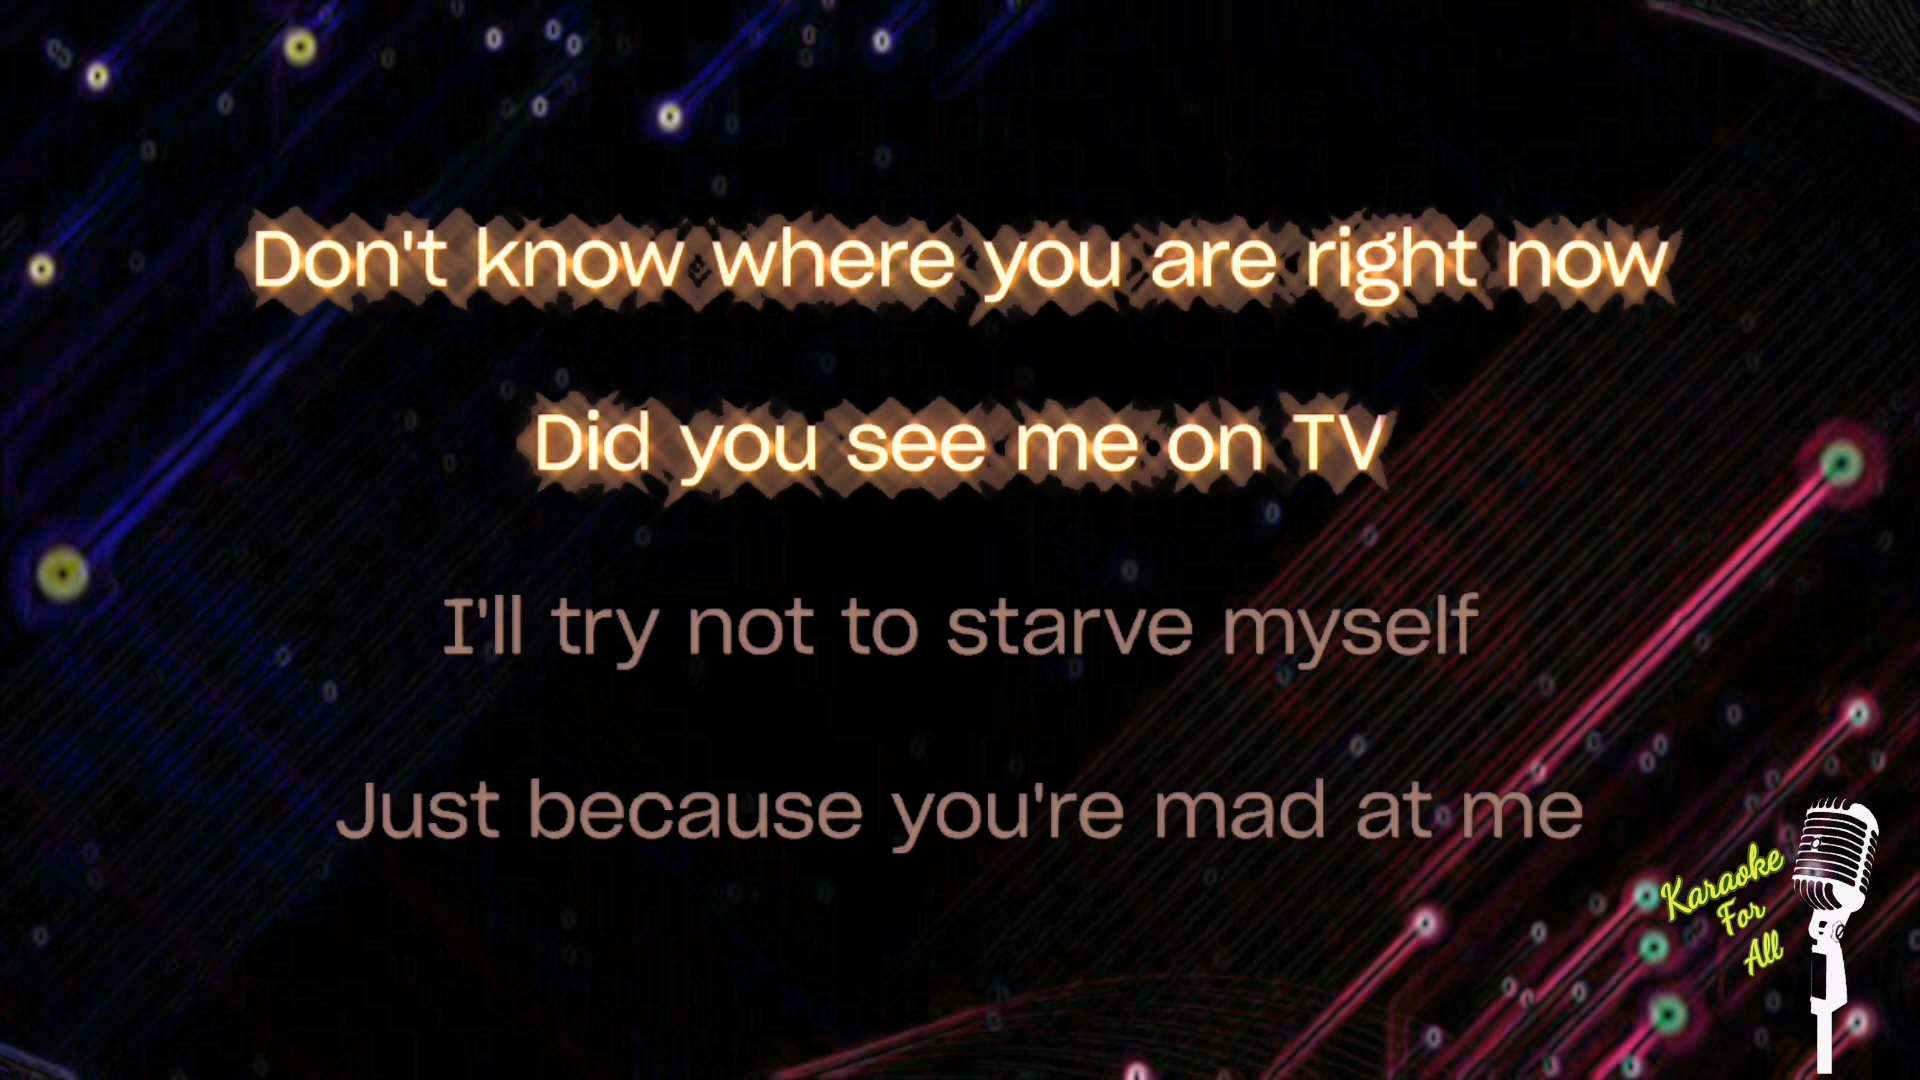 Don't know where you are right now
Did you see me on TV
I'll try not to starve myself
Just because you're mad at me
Karaoke
For
All